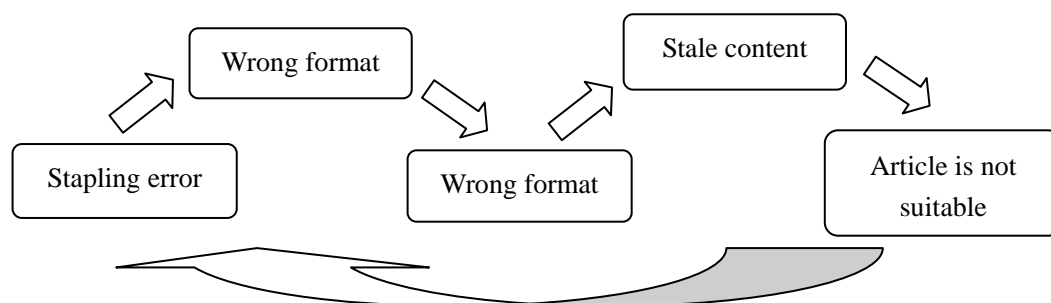 Stapling error
Wrong format
Wrong format
Stale content
Article is not
suitable